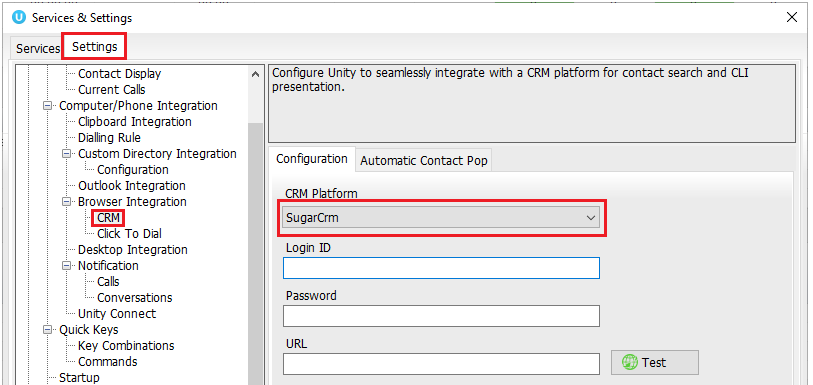 U Services & Settings
Services
Settings
Contact Display
Current Calls
Computer/Phone Integration
Clipboard Integration
Dialling Rule
Custom Directory Integration
Configuration
Outlook Integration
Browser Integration
CRM
Click To Dial
Desktop Integration
Notification
Calls
Conversations
Unity Connect
Quick Keys
Key Combinations
Commands
Startup
Configure Unity to seamlessly integrate with a CRM platform for contact search and CLI
presentation.
Configuration
Automatic Contact Pop
CRM Platform
SugarCrm
Login ID
Password
URL
Test